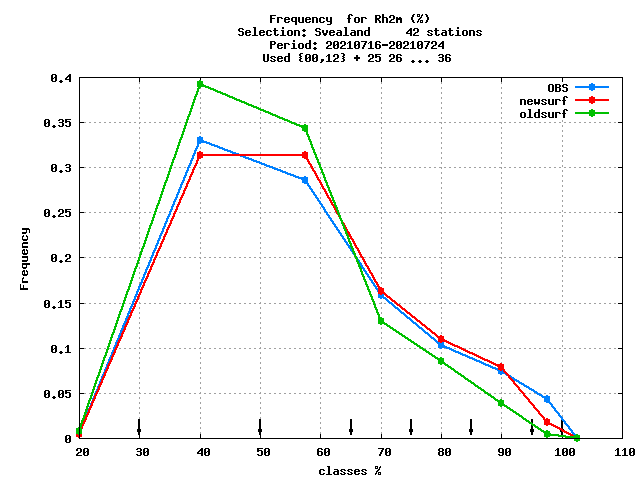 Frequency  for Rh2m (%)
Selection: Svealand     42 stations
Period: 20210716-20210724
Used {00,12} + 25 26 ... 36
0.4
0.35
0.3
0.25
0.2
0.15
0.1
0.05
0
Frequency
OBS
newsurf
oldsurf
20 30 40 50 60 70 80 90 100 110
classes %